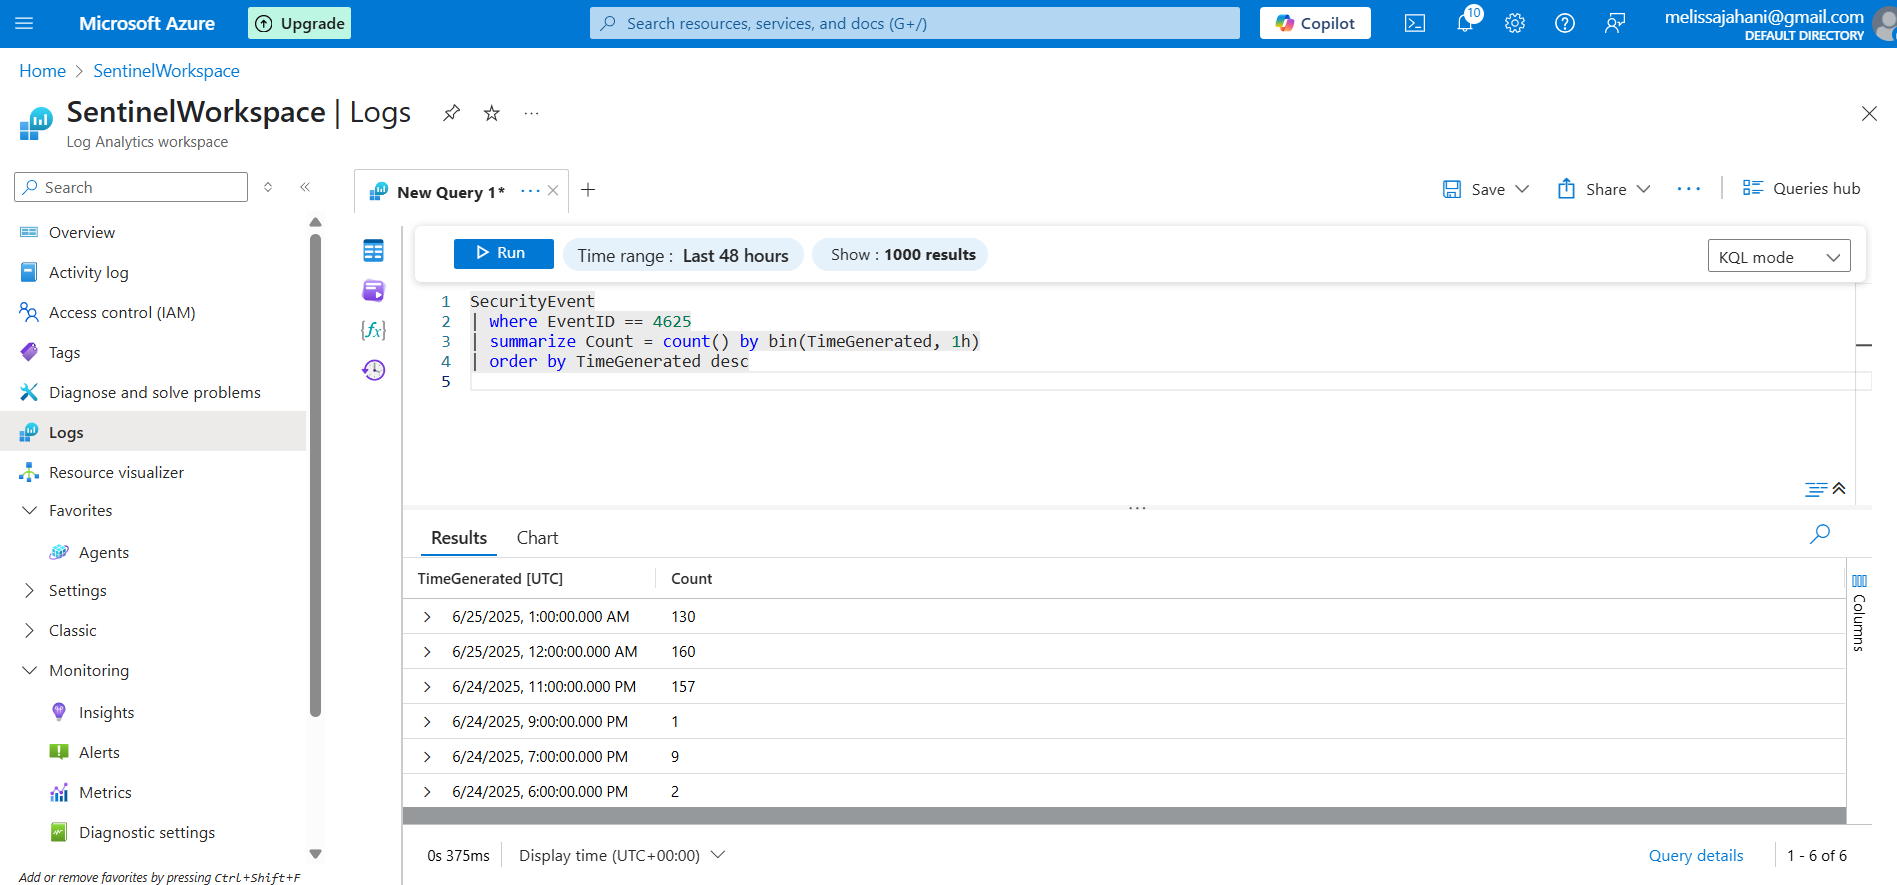 Microsoft Azure
Upgrade
Search resources, services, and docs (G+/)
Copilot
10
melissajahani@gmail.com
DEFAULT DIRECTORY
Home > SentinelWorkspace
SentinelWorkspace | Logs
Log Analytics workspace
Search
Overview
Activity log
Access control (IAM)
Tags
Diagnose and solve problems
Logs
Resource visualizer
Favorites
Agents
Settings
Classic
Monitoring
Insights
Alerts
Metrics
Diagnostic settings
Add or remove favorites by pressing Ctrl+Shift+F
New Query 1*
Save
Share
Queries hub
Run
Time range : Last 48 hours
Show : 1000 results
KQL mode
1 SecurityEvent
2 | where EventID == 4625
3 | summarize Count = count() by bin(TimeGenerated, 1h)
4 | order by TimeGenerated desc
5
Results Chart
TimeGenerated [UTC] Count
6/25/2025, 1:00:00.000 AM 130
6/25/2025, 12:00:00.000 AM 160
6/24/2025, 11:00:00.000 PM 157
6/24/2025, 9:00:00.000 PM 1
6/24/2025, 7:00:00.000 PM 9
6/24/2025, 6:00:00.000 PM 2
Columns
0s 375ms
Display time (UTC+00:00)
Query details
1 - 6 of 6